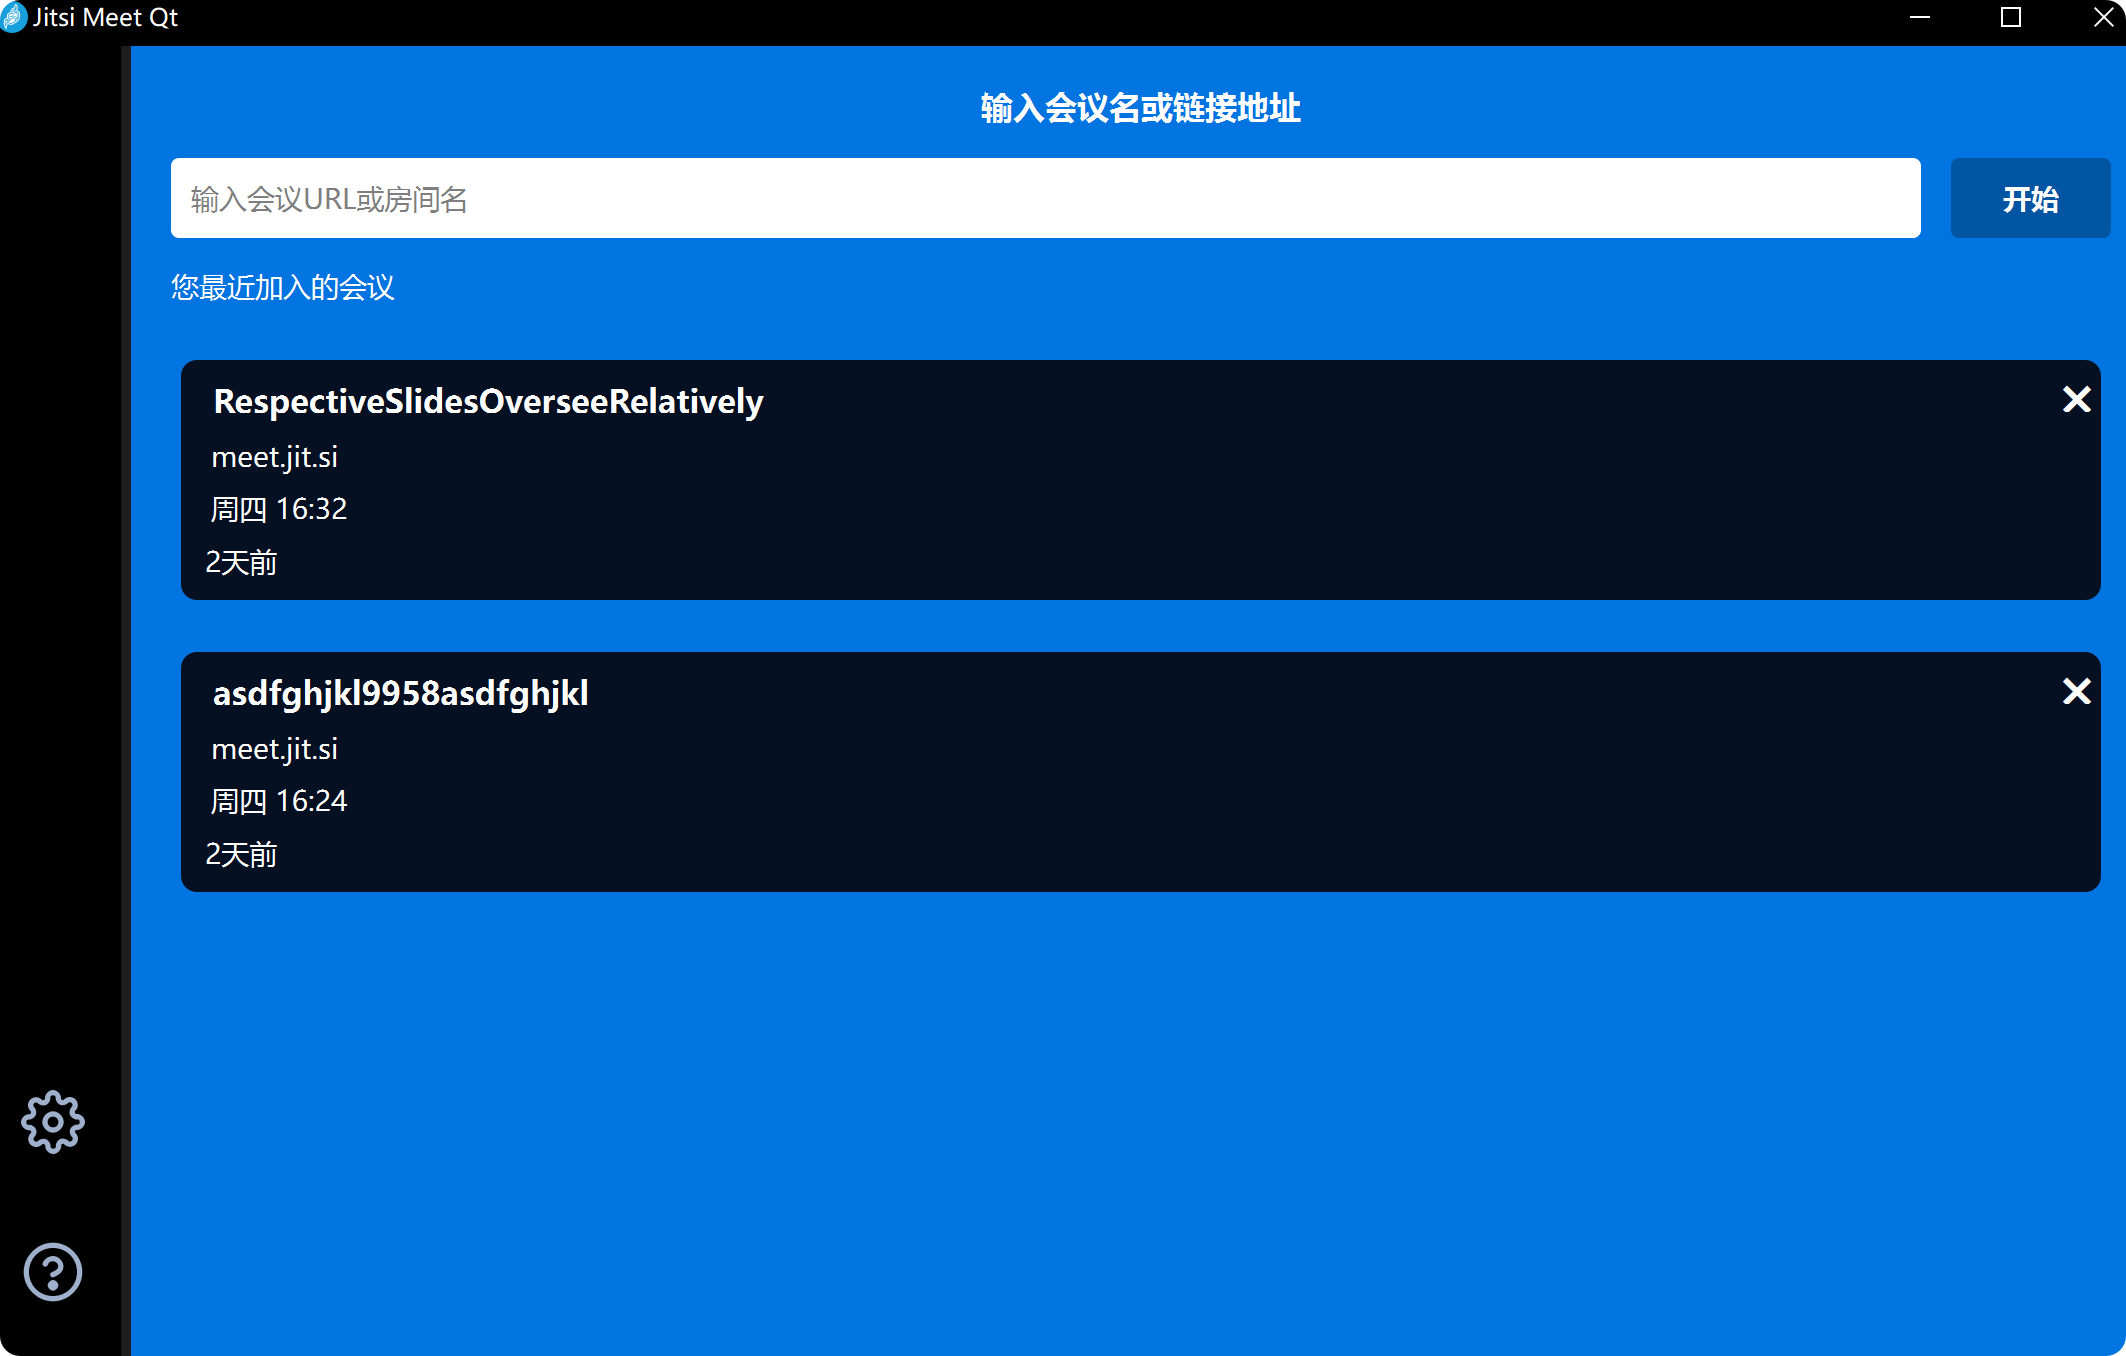 Jitsi Meet Qt
输入会议名或链接地址
输入会议URL或房间名
开始
您最近加入的会议
RespectiveSlidesOverseeRelatively
meet.jit.si
周四 16:32
2天前
asdfghjkl9958asdfghjkl
meet.jit.si
周四 16:24
2天前